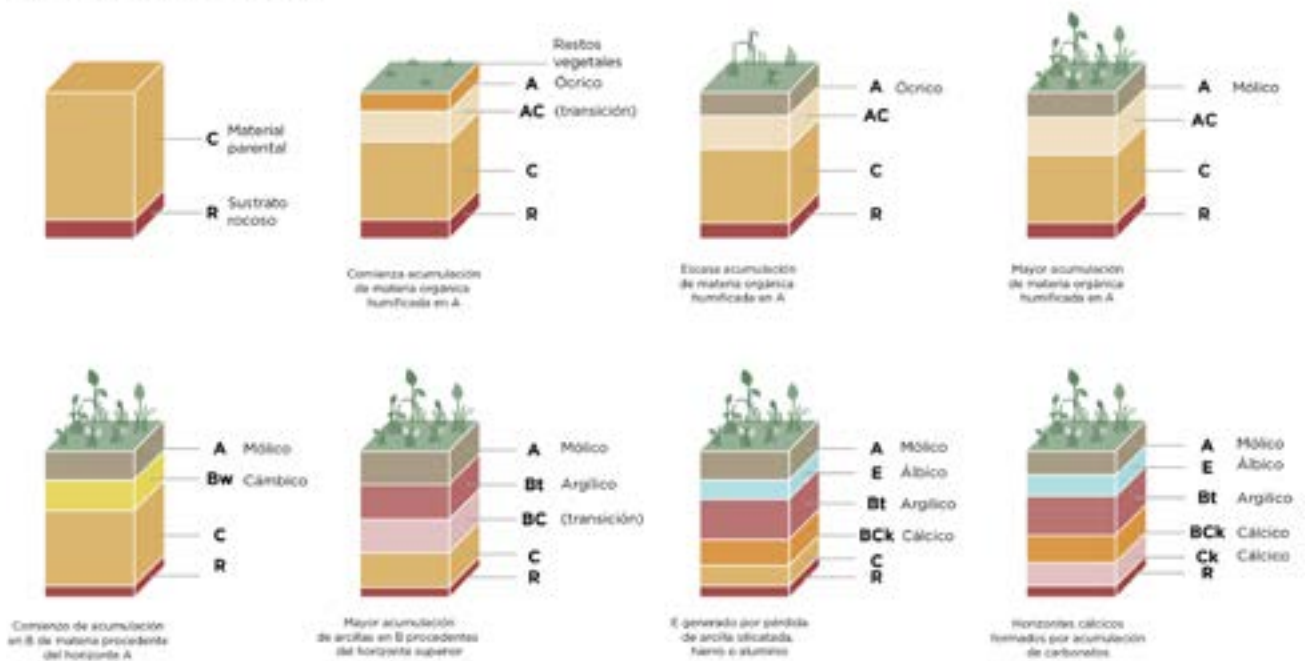 C Material parental
R Sustrato rocoso
Restos vegetales
A Ócrico
AC (transición)
C
R
Comienza acumulación
de materia orgánica
humificada en A
A Ócrico
AC
C
R
Escasa acumulación
de materia orgánica
humificada en A
A Mólico
AC
C
R
Mayor acumulación
de materia orgánica
humificada en A
A Mólico
Bw Cámbico
C
R
Comienzo de acumulación
en B de materia procedente
del horizonte A
A Mólico
Bt Argílico
BC (transición)
C
R
Mayor acumulación
de arcillas en B procedentes
del horizonte superior
A Mólico
E Álbico
Bt Argílico
BCk Cálcico
C
R
E generado por pérdida
de arcilla silicatada,
hierro o aluminio
A Mólico
E Álbico
Bt Argílico
BCk Cálcico
Ck Cálcico
R
Horizontes cálcicos
formados por acumulación
de carbonatos